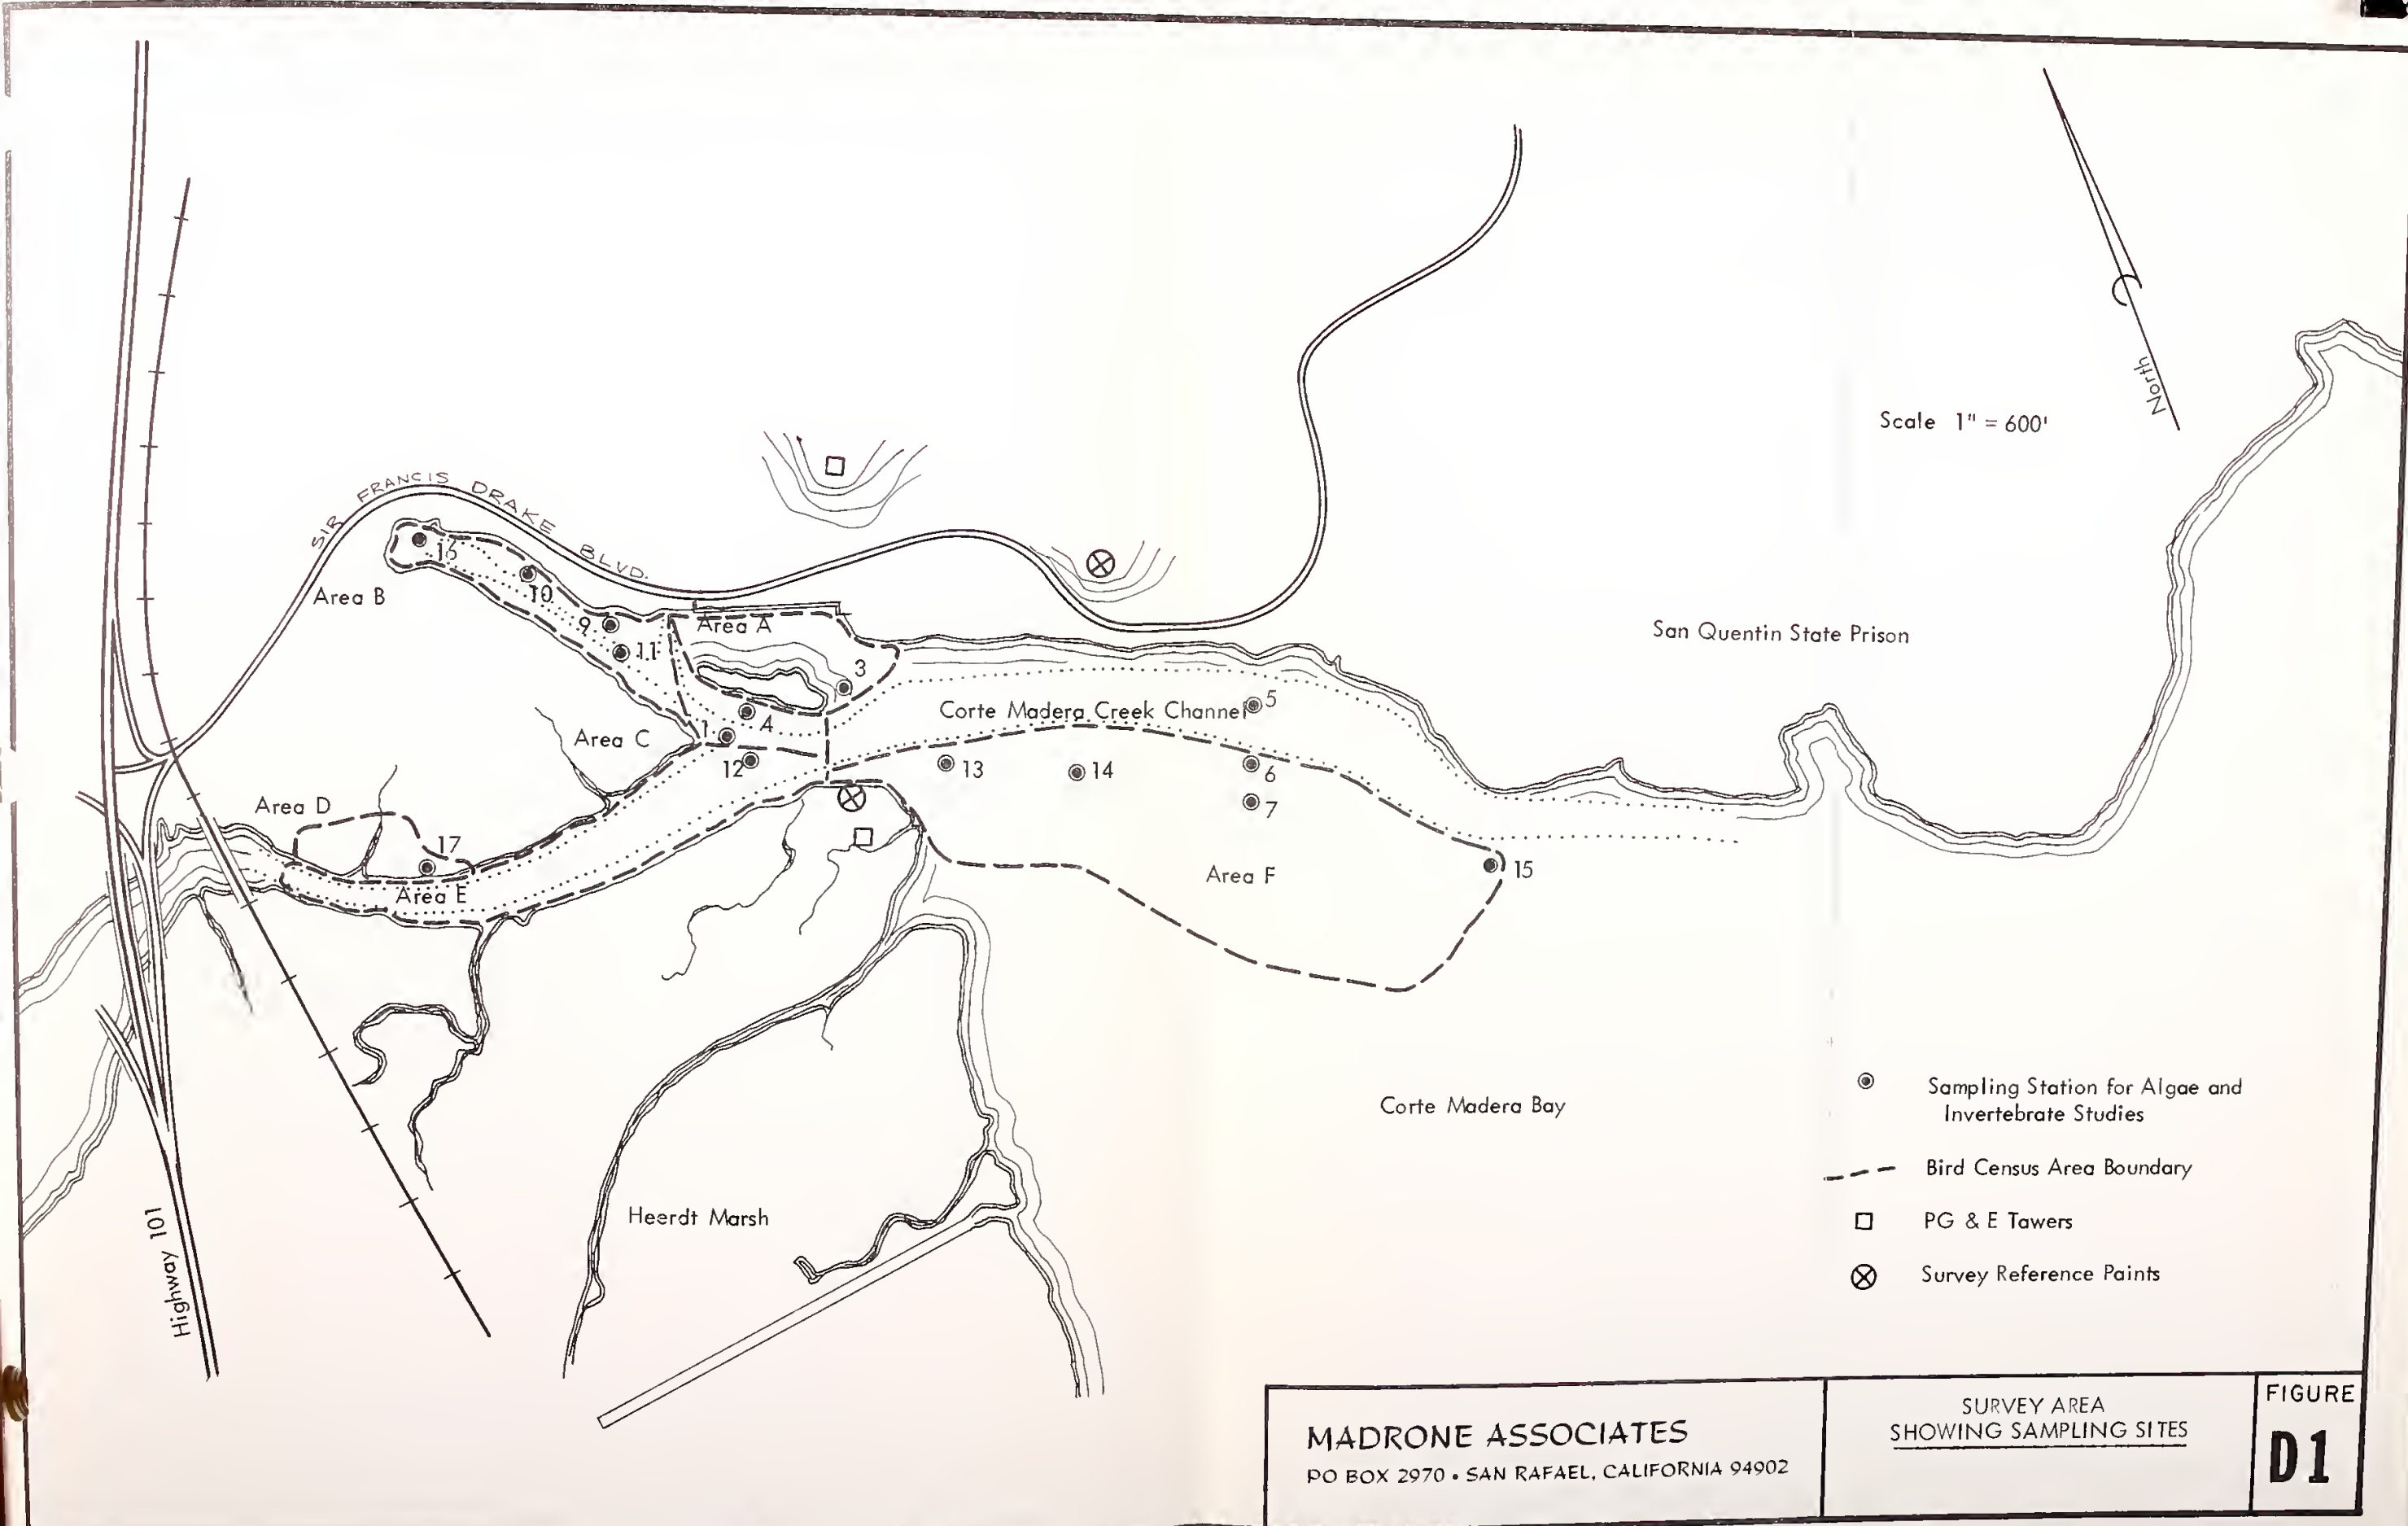 North
Scale 1" = 600'
SIR FRANCIS DRAKE BLVD.
16
Area B
10
9
Area A
11
San Quentin State Prison
3
5
Corte Madera Creek Channel
4
1
Area C
12
13
14
6
7
Area D
17
15
Area F
Area E
Corte Madera Bay
Sampling Station for Algae and
Invertebrate Studies
Bird Census Area Boundary
Heerdt Marsh
PG & E Tawers
Highway 101
Survey Reference Paints
MADRONE ASSOCIATES
PO BOX 2970 • SAN RAFAEL, CALIFORNIA 94902
SURVEY AREA
SHOWING SAMPLING SITES
FIGURE
D1